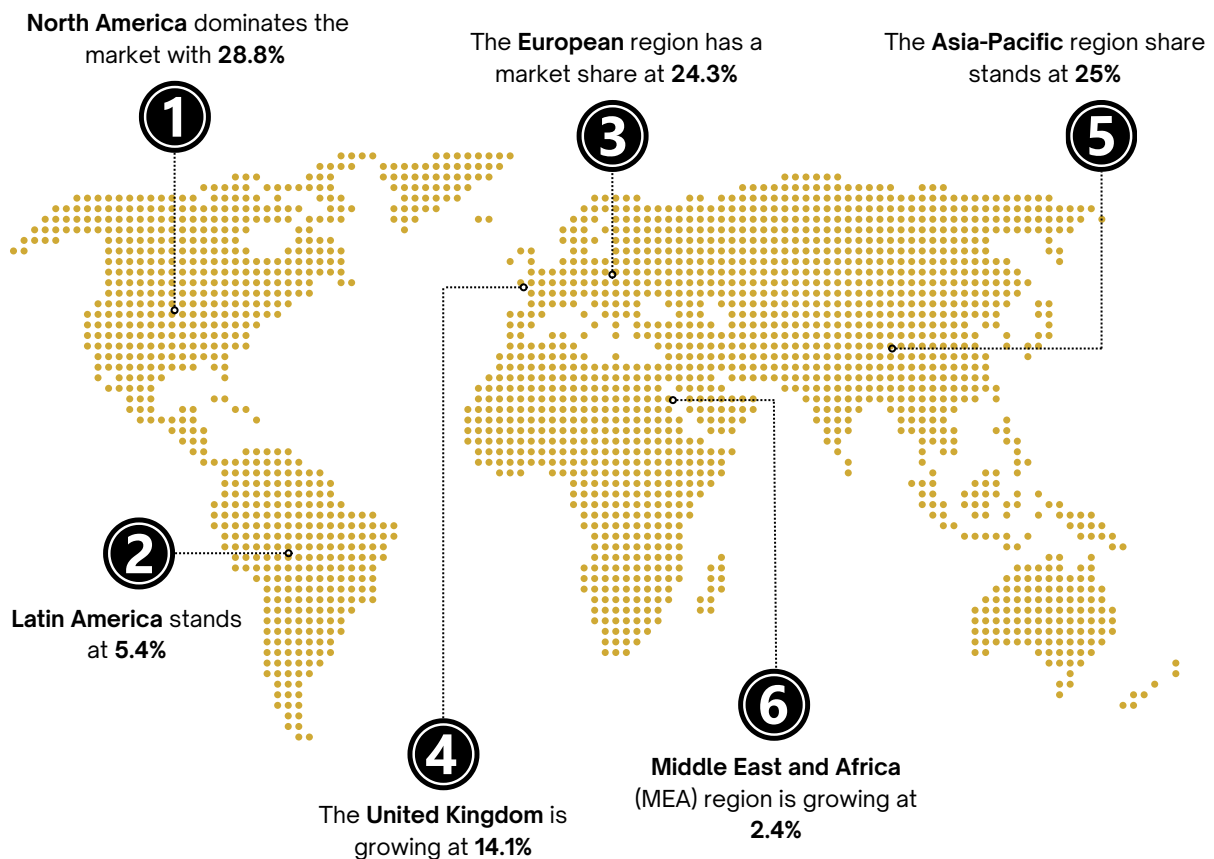 North America dominates the
market with 28.8%
1
The European region has a
market share at 24.3%
3
The Asia-Pacific region share
stands at 25%
5
2
Latin America stands
at 5.4%
4
The United Kingdom is
growing at 14.1%
6
Middle East and Africa
(MEA) region is growing at
2.4%